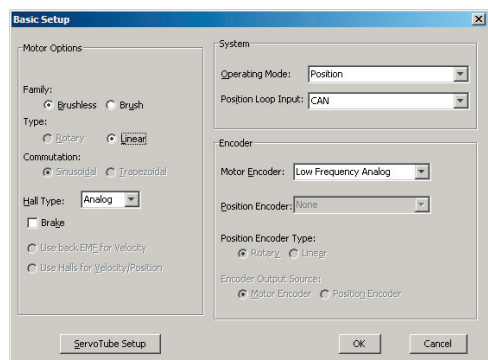 Basic Setup
Motor Options
Family:
Brushless Brush
Type:
Rotary Linear
Commutation:
Sinusoidal Trapezoidal
Hall Type: Analog
Brake
Use back EMF for Velocity
Use Halls for Velocity/Position
ServoTube Setup
System
Operating Mode: Position
Position Loop Input: CAN
Encoder
Motor Encoder: Low Frequency Analog
Position Encoder: None
Position Encoder Type:
Rotary Linear
Encoder Output Source:
Motor Encoder Position Encoder
OK Cancel